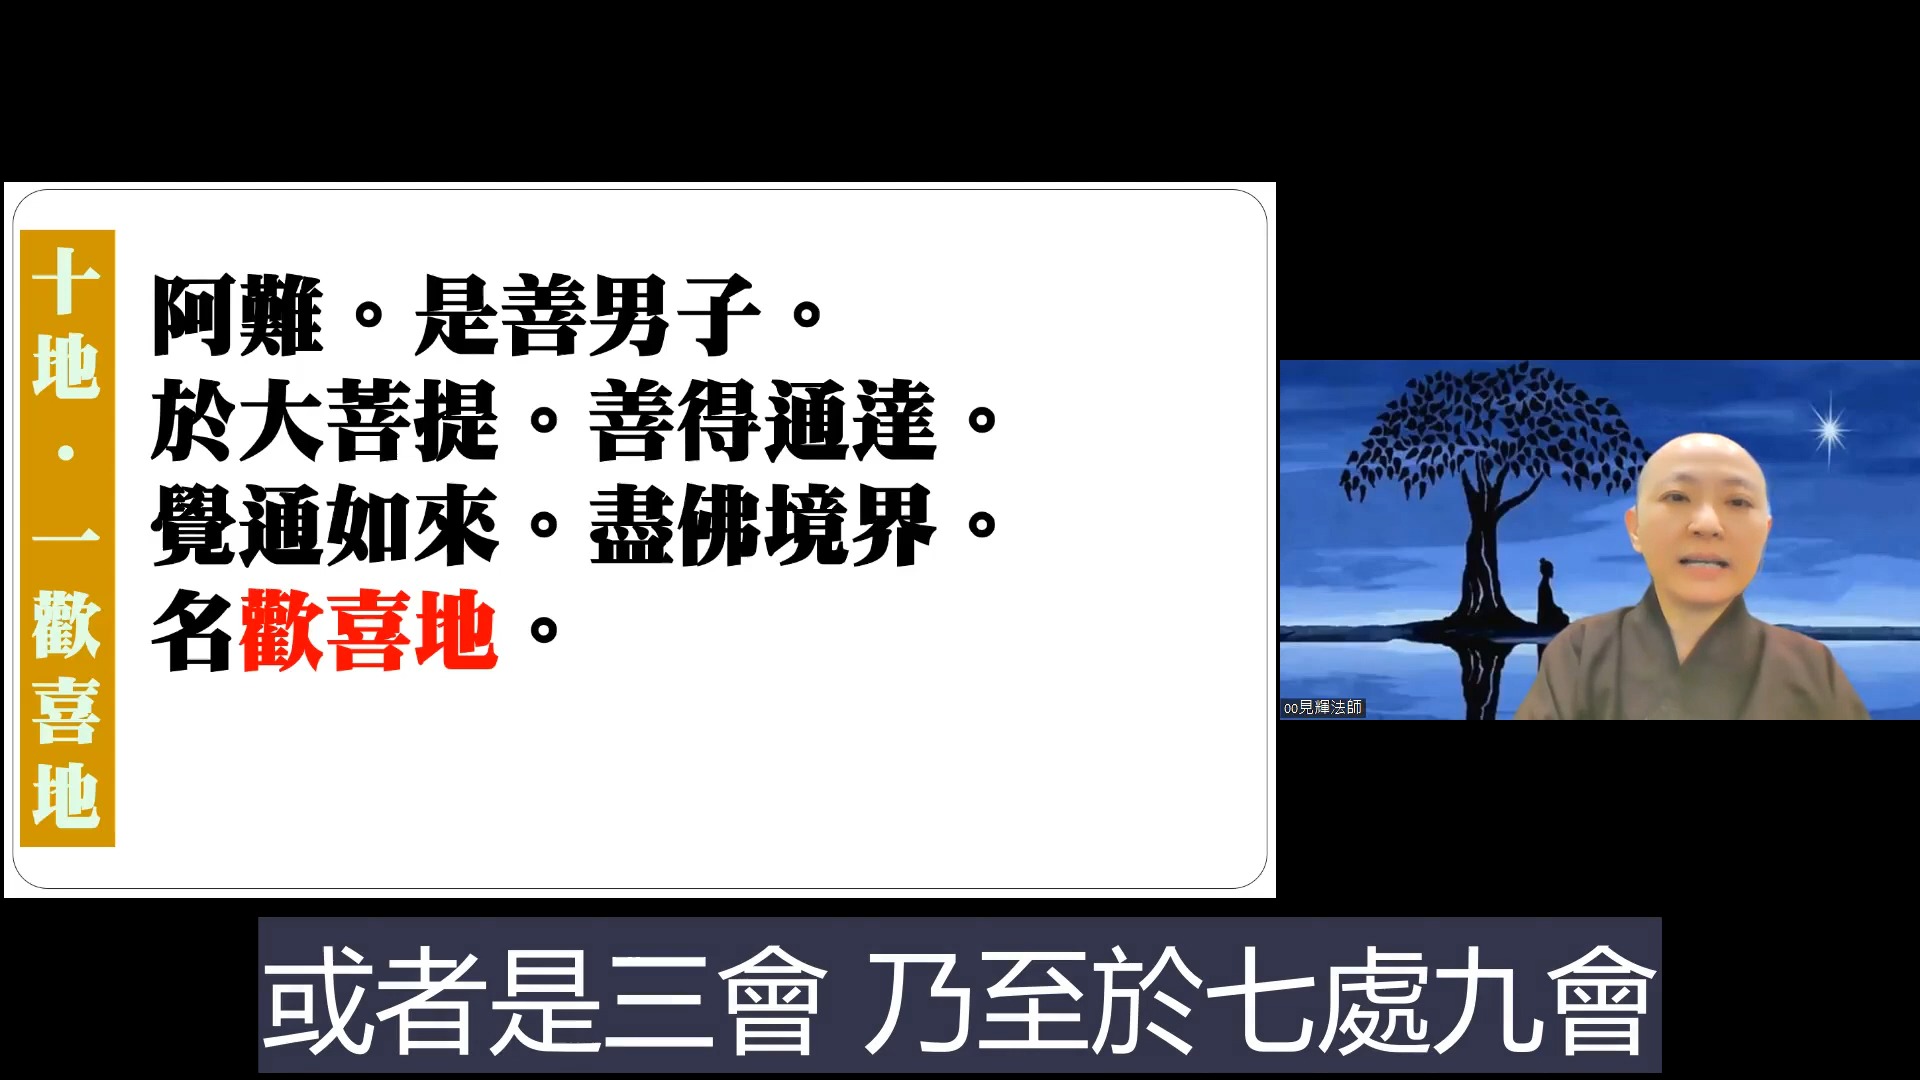 十地·一歡喜地
阿難。是善男子。
於大菩提。善得通達。
覺通如來。盡佛境界。
名歡喜地。
oo見輝法師
或者是三會 乃至於七處九會